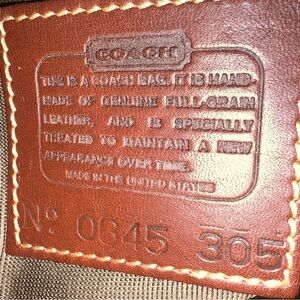 COACH
THIS IS A COACH BAG. IT IS HAND-
MADE OF GENUINE FULL-GRAIN
LEATHER, AND IS SPECIALLY
TREATED TO MAINTAIN A NEW
APPEARANCE OVER TIME.
MADE IN THE UNITED STATES
Nº 0645 305